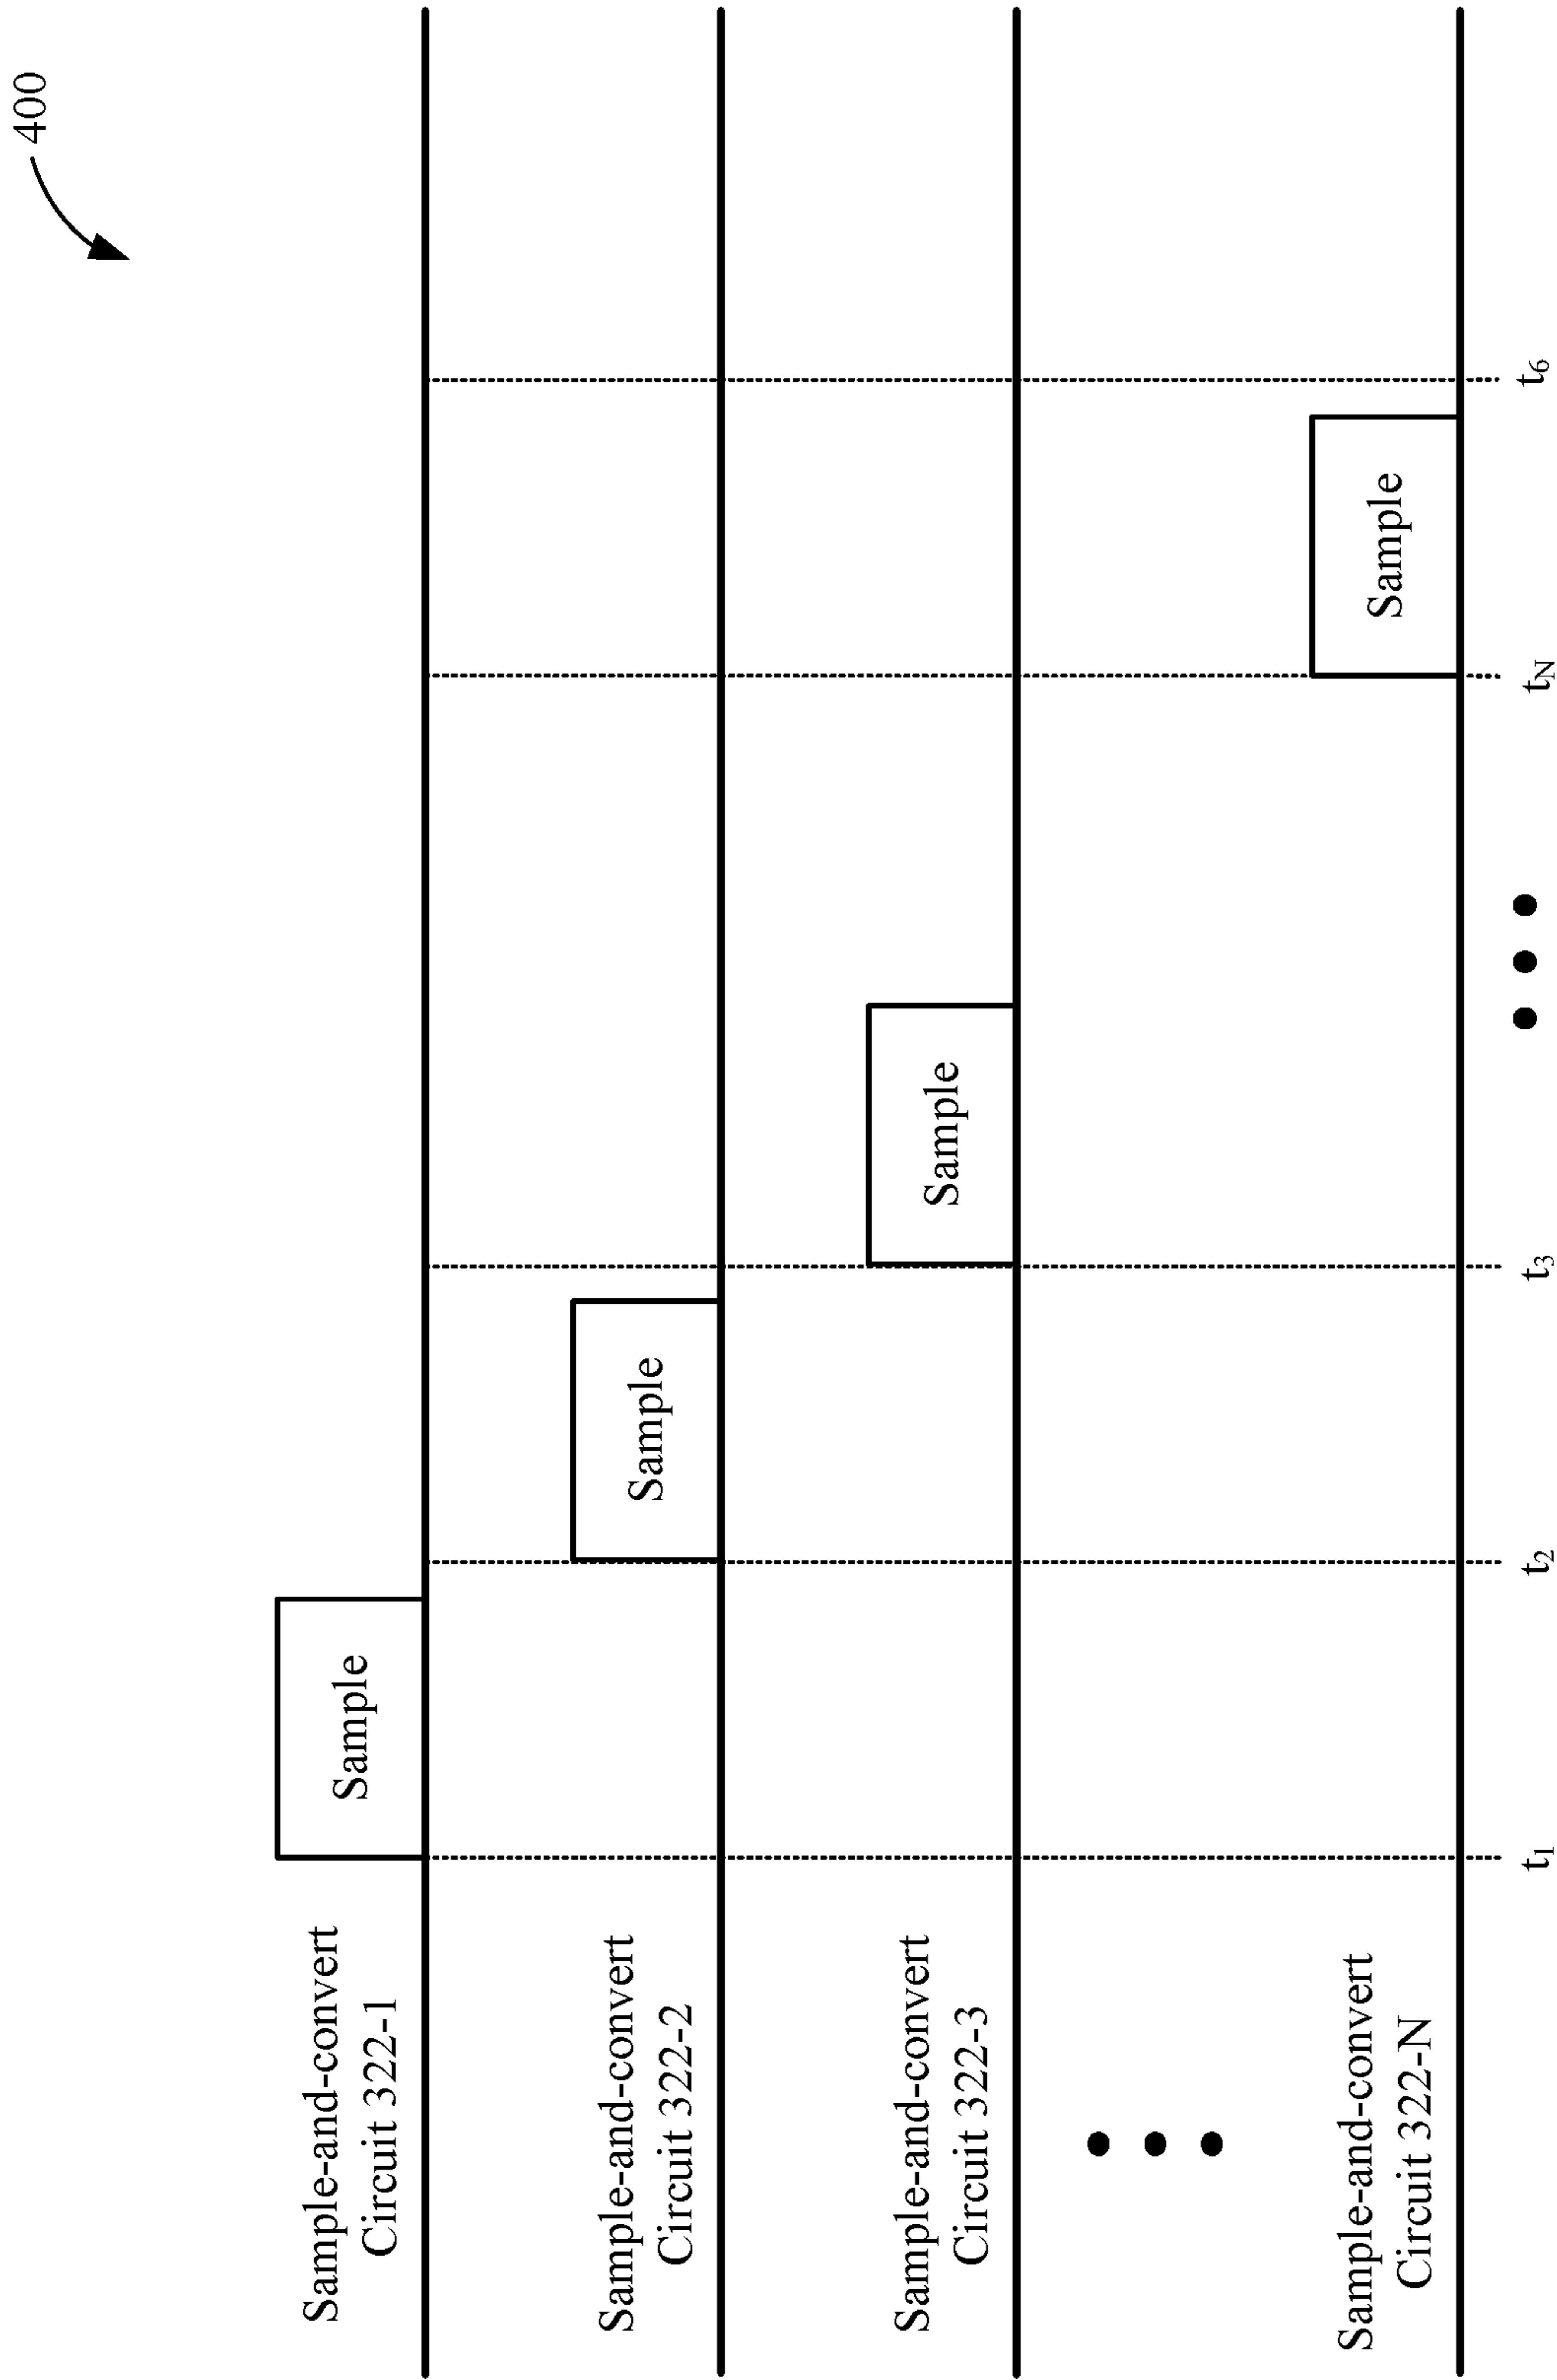 400
Sample-and-convert
Circuit 322-1
Sample
Sample-and-convert
Circuit 322-2
Sample
Sample-and-convert
Circuit 322-3
Sample
Sample-and-convert
Circuit 322-N
Sample
t1
t2
t3
tN
t6